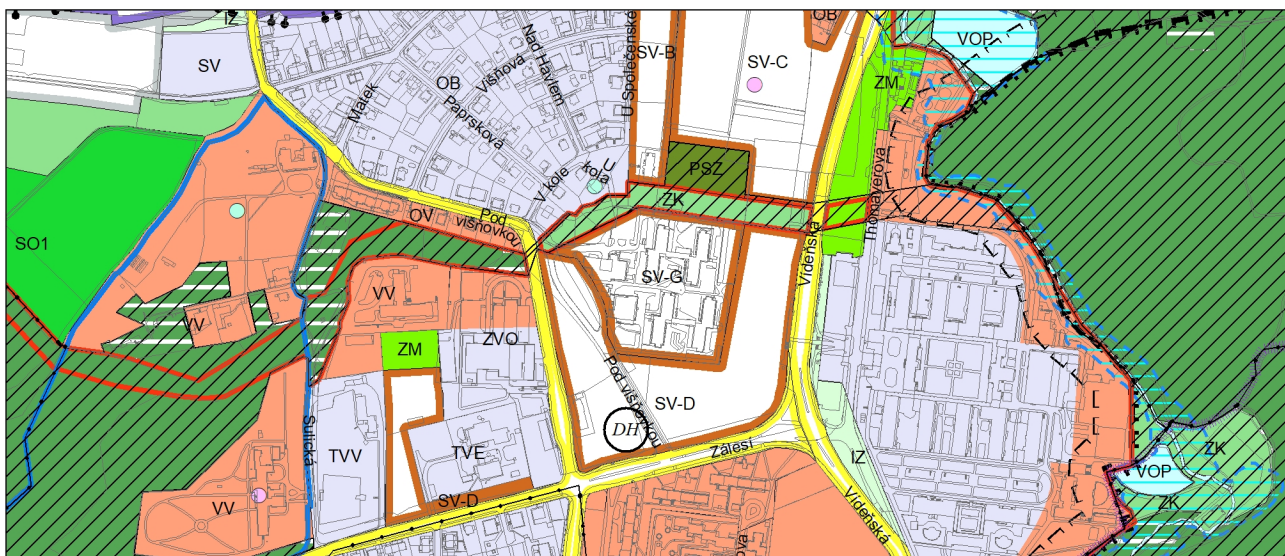 IZ
SV
OB
Nad Havlem
Višňová
Paprsková
Málek
U Společenské
SV-B
SV-C
OB
ZM
VOP
PSZ
U kola
V kole
ZK
Thomayerova
OV
Pod višňovkou
SO1
VV
VV
SV-G
Vídeňská
ZM
ZVO
Pod višňovkou
SV-D
DH
Sulická
TVV
TVE
SV-D
Zálesí
IZ
Vídeňská
VV
VOP
ZK
ZK